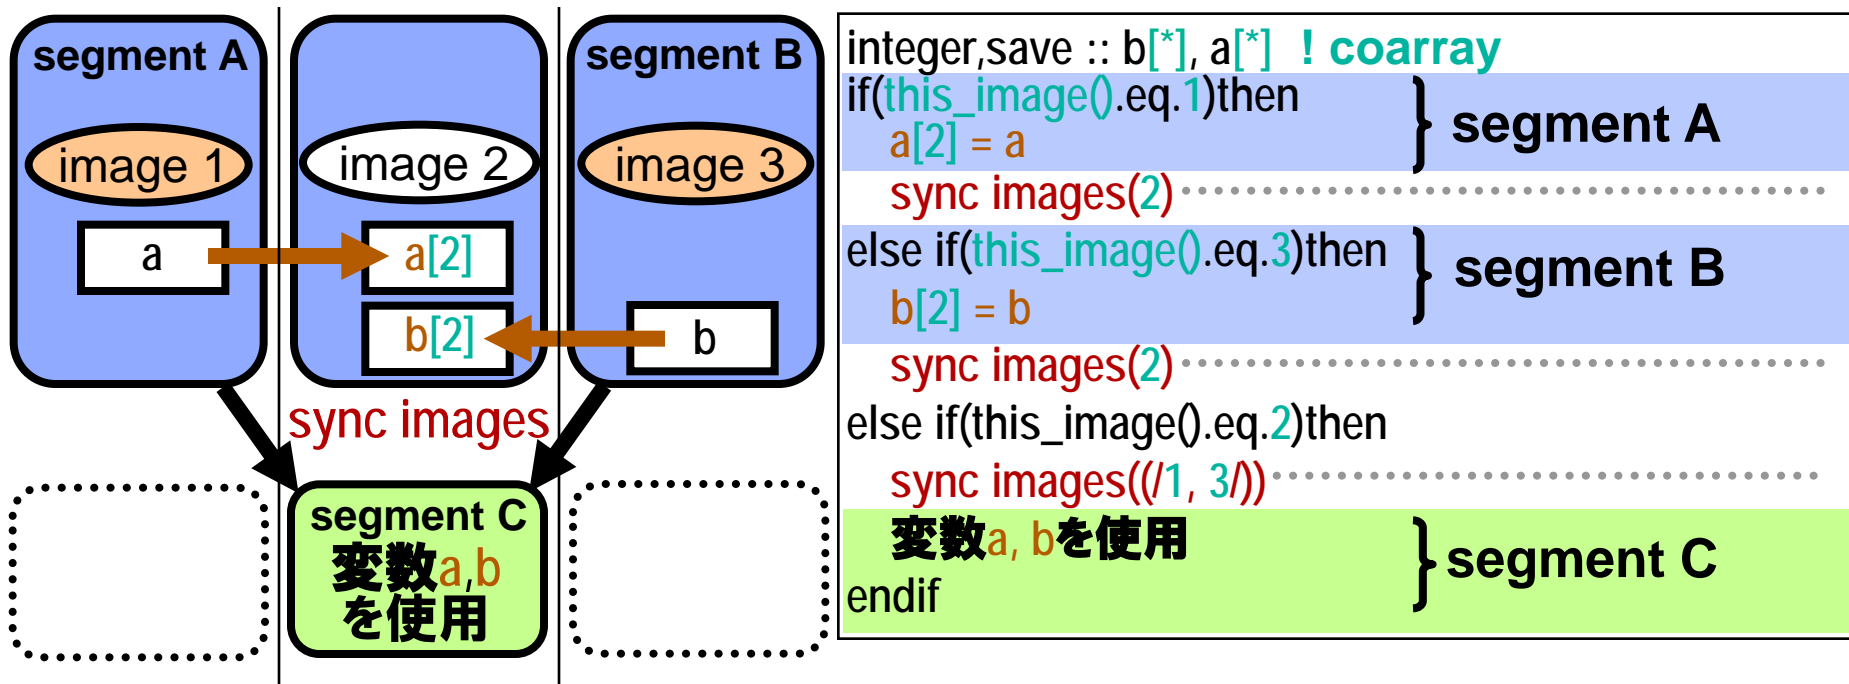 segment A
segment B
image 1
image 2
image 3
a
a[2]
b[2]
b
sync images
segment C
変数a,b
を使用
integer,save :: b[*], a[*] ! coarray
if(this_image().eq.1)then
a[2] = a
segment A
sync images(2)
else if(this_image().eq.3)then
b[2] = b
segment B
sync images(2)
else if(this_image().eq.2)then
sync images((/1, 3/))
変数a, bを使用
segment C
endif